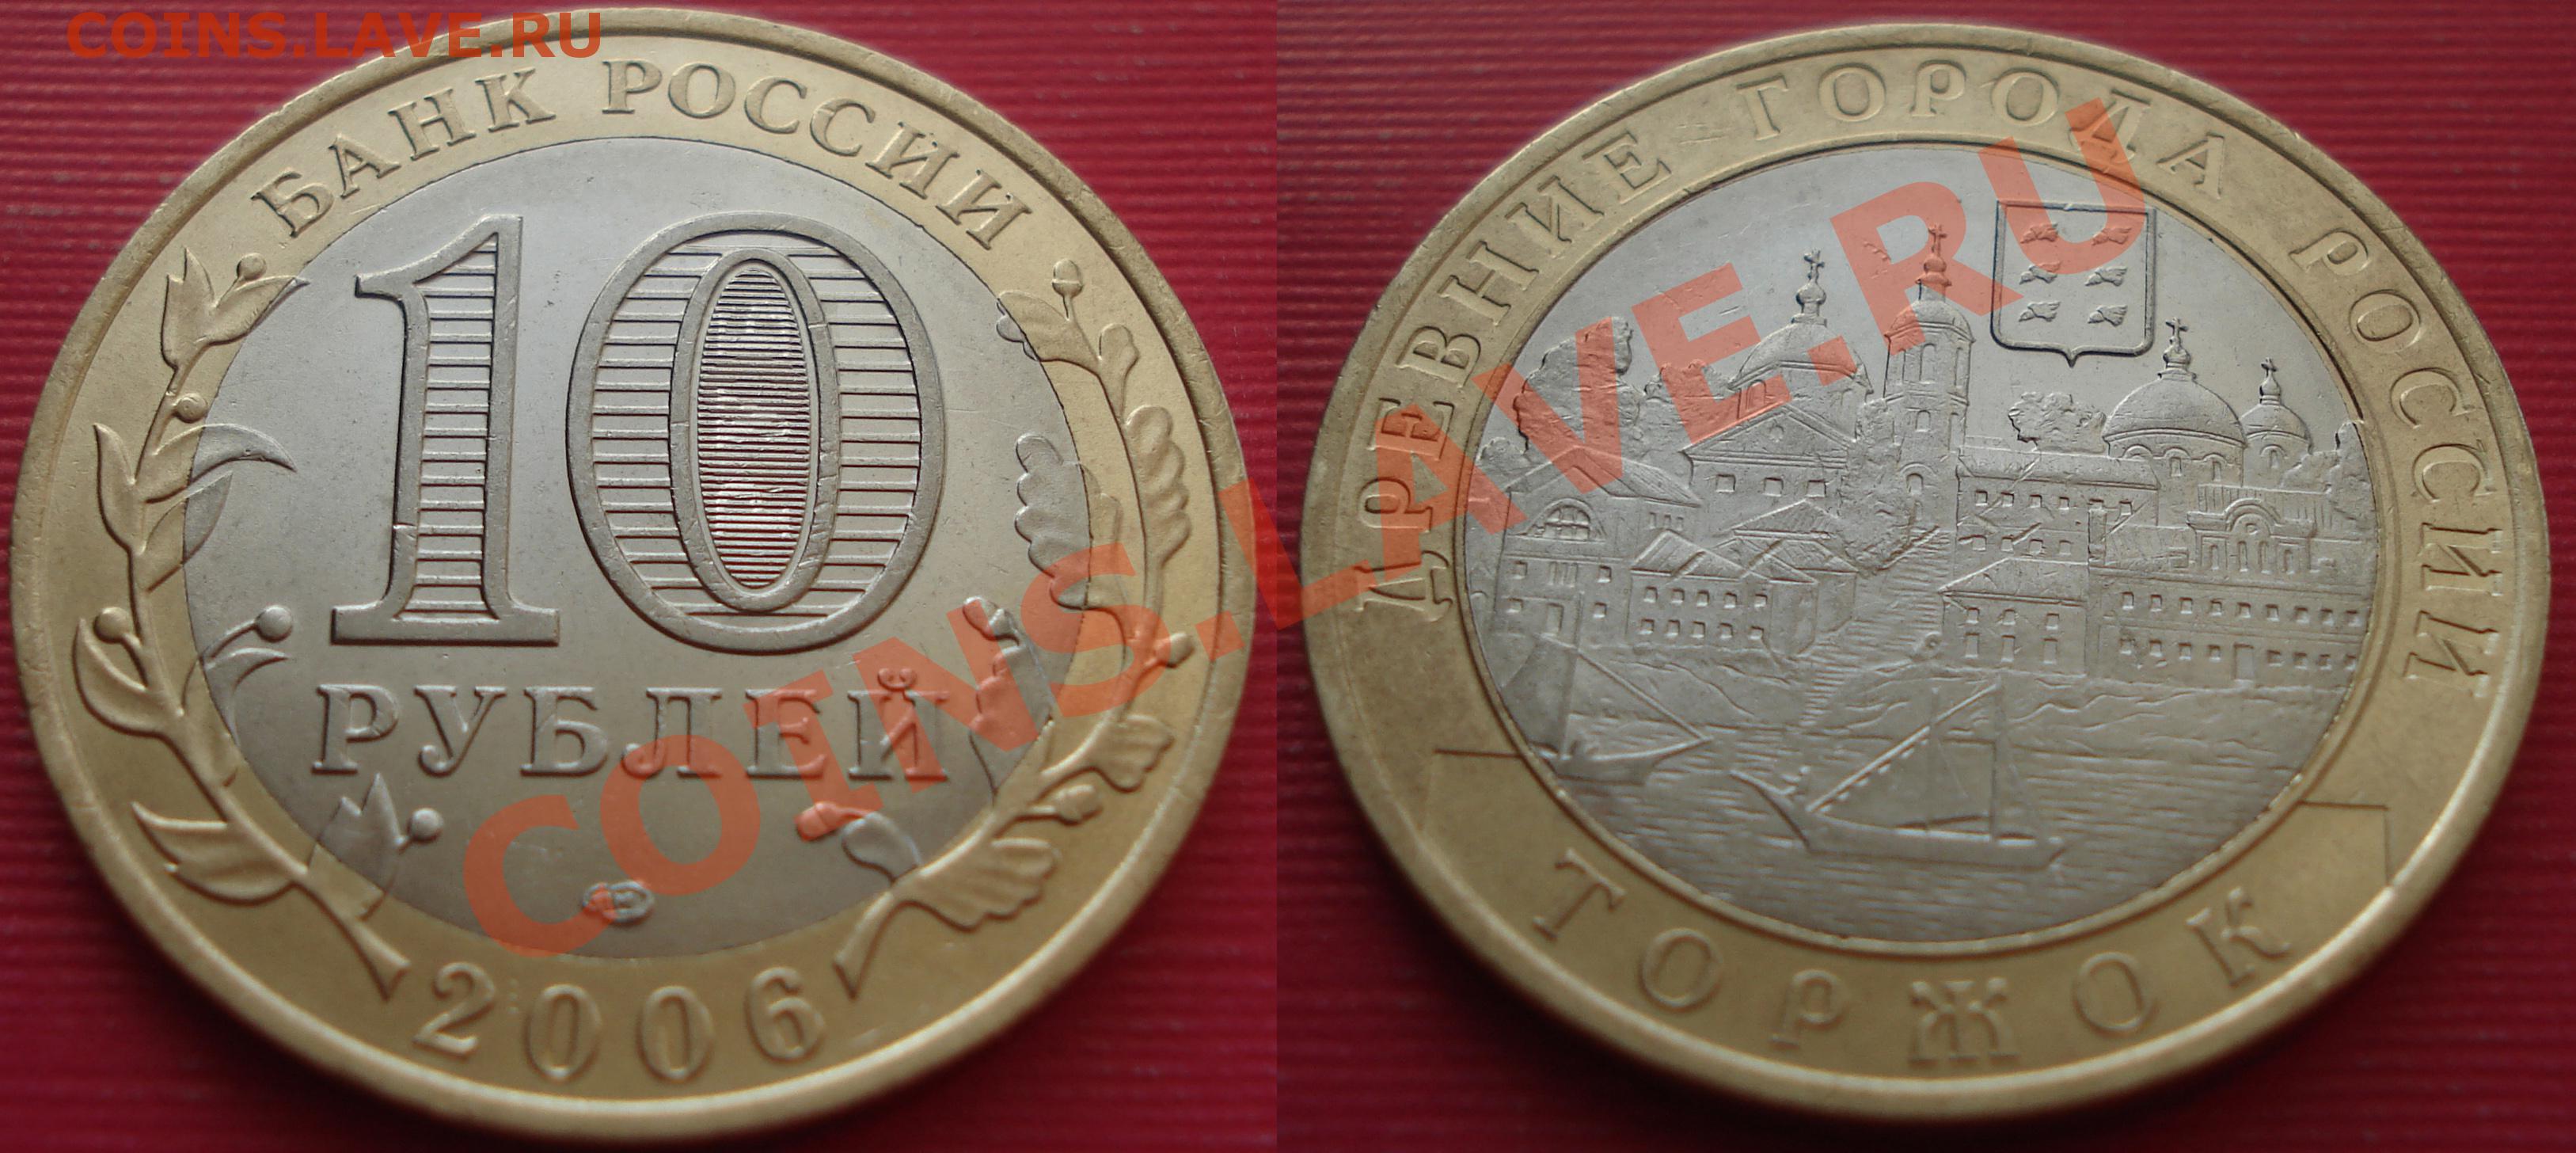 COINS.LAVE.RU
БАНК РОССИИ
10
РУБЛЕЙ
2006
ДРЕВНИЕ ГОРОДА РОССИИ
ТОРЖОК
COINS.LAVE.RU